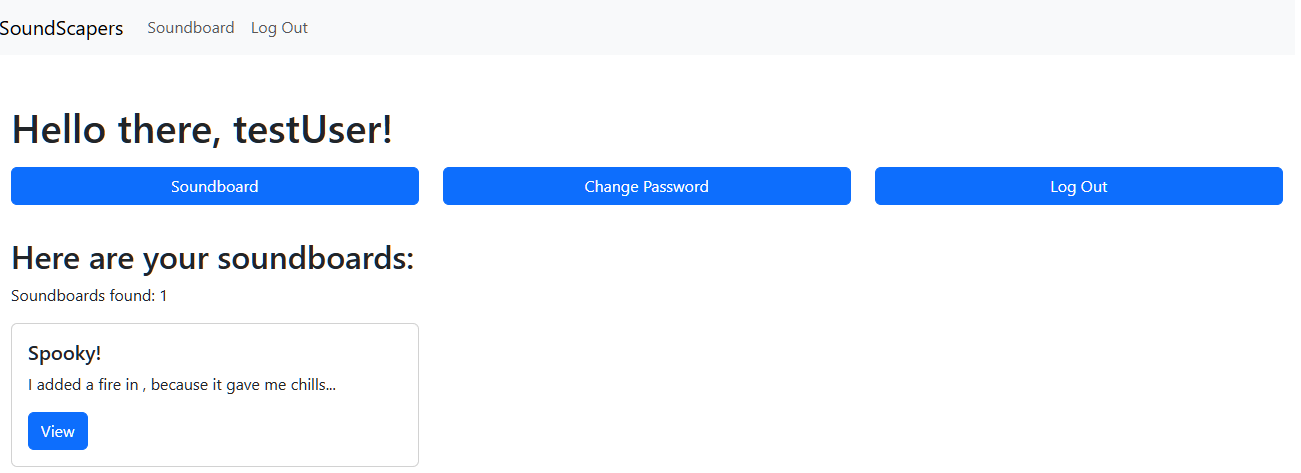 SoundScapers Soundboard Log Out
Hello there, testUser!
Soundboard Change Password Log Out
Here are your soundboards:
Soundboards found: 1
Spooky!
I added a fire in , because it gave me chills...
View